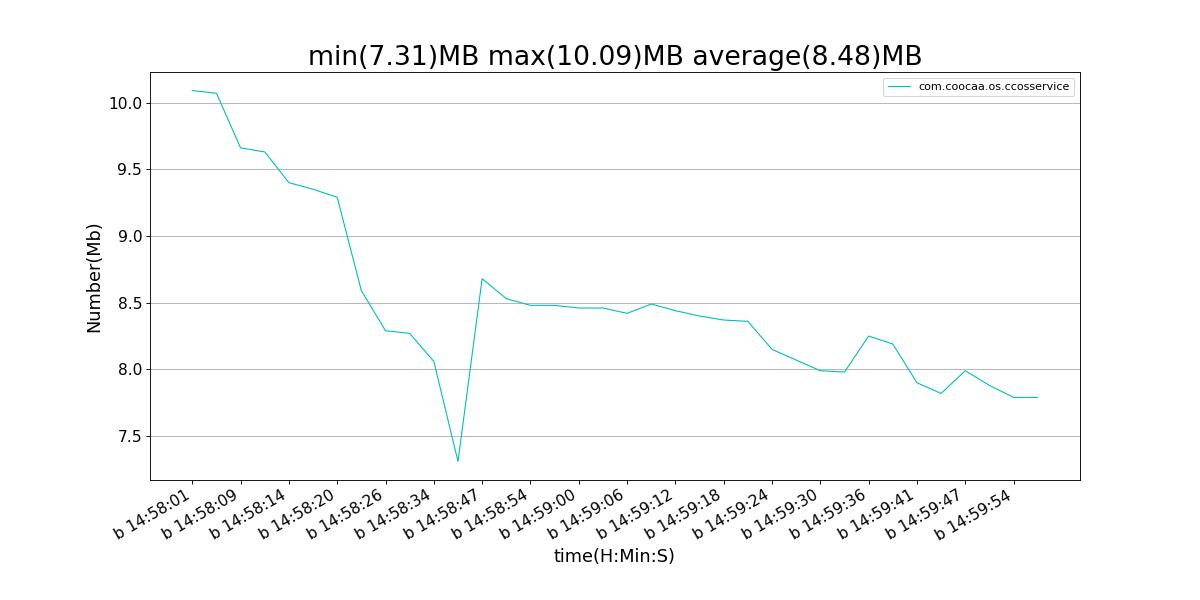 min(7.31)MB max(10.09)MB average(8.48)MB
com.coocaa.os.ccosservice
10.0
9.5
9.0
8.5
8.0
7.5
Number(Mb)
b 14:58:01
b 14:58:09
b 14:58:14
b 14:58:20
b 14:58:26
b 14:58:34
b 14:58:47
b 14:58:54
b 14:59:00
b 14:59:06
b 14:59:12
b 14:59:18
b 14:59:24
b 14:59:30
b 14:59:36
b 14:59:41
b 14:59:47
b 14:59:54
time(H:Min:S)